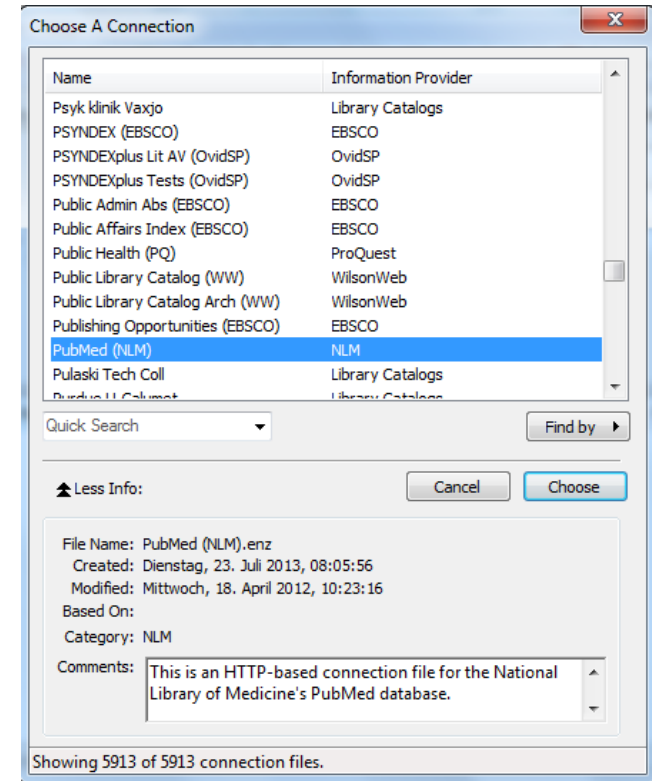 Choose A Connection
Name Information Provider
Psyk klinik Vaxjo Library Catalogs
PSYNDEX (EBSCO) EBSCO
PSYNDEXplus Lit AV (OvidSP) OvidSP
PSYNDEXplus Tests (OvidSP) OvidSP
Public Admin Abs (EBSCO) EBSCO
Public Affairs Index (EBSCO) EBSCO
Public Health (PQ) ProQuest
Public Library Catalog (WW) WilsonWeb
Public Library Catalog Arch (WW) WilsonWeb
Publishing Opportunities (EBSCO) EBSCO
PubMed (NLM) NLM
Pulaski Tech Coll Library Catalogs
Purdue U Calumet Library Catalogs
Quick Search Find by
Less Info: Cancel Choose
File Name: PubMed (NLM).enz
Created: Dienstag, 23. Juli 2013, 08:05:56
Modified: Mittwoch, 18. April 2012, 10:23:16
Based On:
Category: NLM
Comments: This is an HTTP-based connection file for the National
Library of Medicine's PubMed database.
Showing 5913 of 5913 connection files.